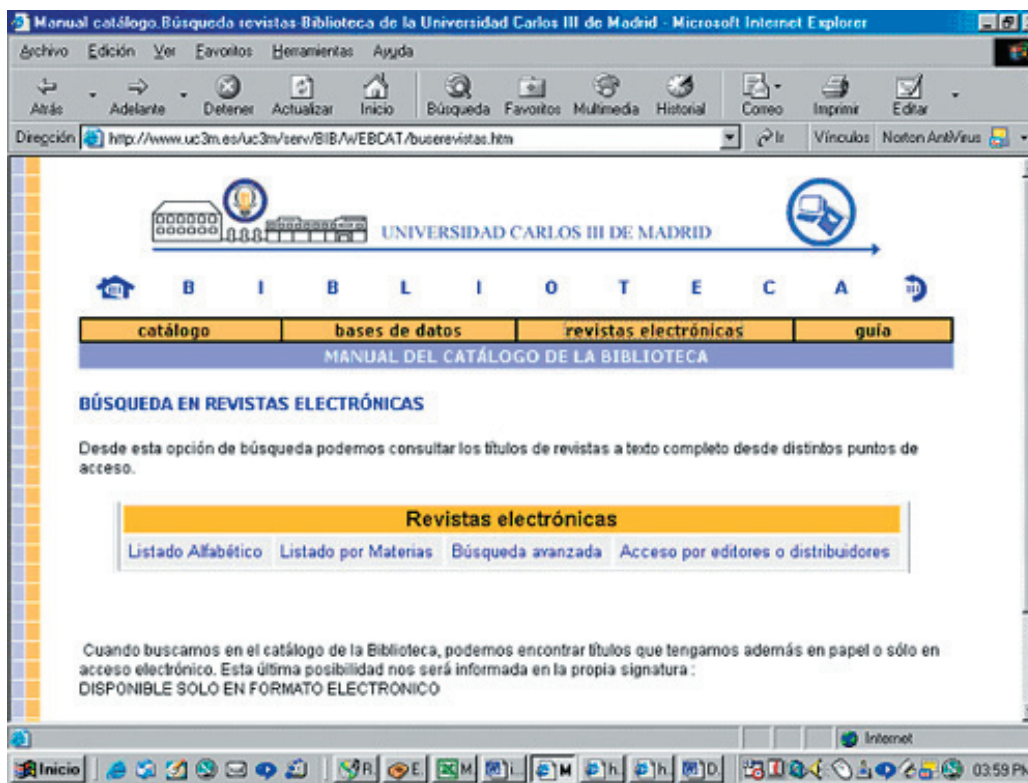 Manual catálogo.Búsqueda revistas-Biblioteca de la Universidad Carlos III de Madrid - Microsoft Internet Explorer
Archivo Edición Ver Favoritos Herramientas Ayuda
Atrás Adelante Detener Actualizar Inicio Búsqueda Favoritos Multimedia Historial Correo Imprimir Editar
Dirección http://www.uc3m.es/uc3m/serv/BIB/WEBCAT/buserevistas.htm Ir Vínculos Norton AntiVirus
UNIVERSIDAD CARLOS III DE MADRID
B I B L I O T E C A
catálogo bases de datos revistas electrónicas guía
MANUAL DEL CATÁLOGO DE LA BIBLIOTECA
BÚSQUEDA EN REVISTAS ELECTRÓNICAS
Desde esta opción de búsqueda podemos consultar los títulos de revistas a texto completo desde distintos puntos de
acceso.
Revistas electrónicas
Listado Alfabético Listado por Materias Búsqueda avanzada Acceso por editores o distribuidores
Cuando buscamos en el catálogo de la Biblioteca, podemos encontrar títulos que tengamos además en papel o sólo en
acceso electrónico. Esta última posibilidad nos será informada en la propia signatura :
DISPONIBLE SOLO EN FORMATO ELECTRONICO
Internet
Inicio R. E. M. i... M h. h. D. 03:59 PM